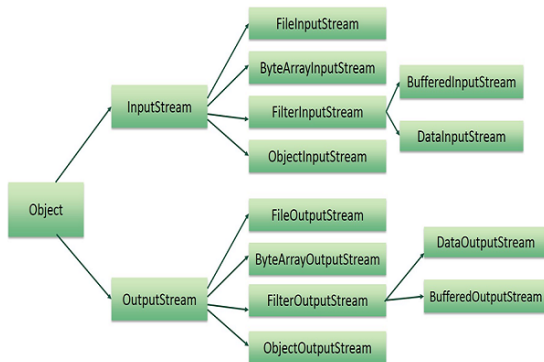 FileInputStream
ByteArrayInputStream
BufferedInputStream
InputStream
FilterInputStream
DataInputStream
ObjectInputStream
Object
FileOutputStream
DataOutputStream
ByteArrayOutputStream
OutputStream
FilterOutputStream
BufferedOutputStream
ObjectOutputStream